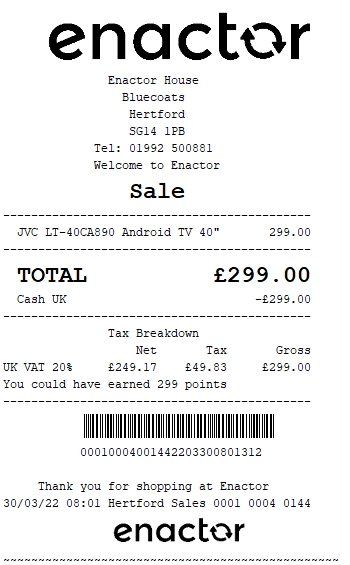 enactor
Enactor House
Bluecoats
Hertford
SG14 1PB
Tel: 01992 500881
Welcome to Enactor
Sale
JVC LT-40CA890 Android TV 40" 299.00
TOTAL £299.00
Cash UK -£299.00
Tax Breakdown
Net Tax Gross
UK VAT 20% £249.17 £49.83 £299.00
You could have earned 299 points
00010004001442203300801312
Thank you for shopping at Enactor
30/03/22 08:01 Hertford Sales 0001 0004 0144
enactor